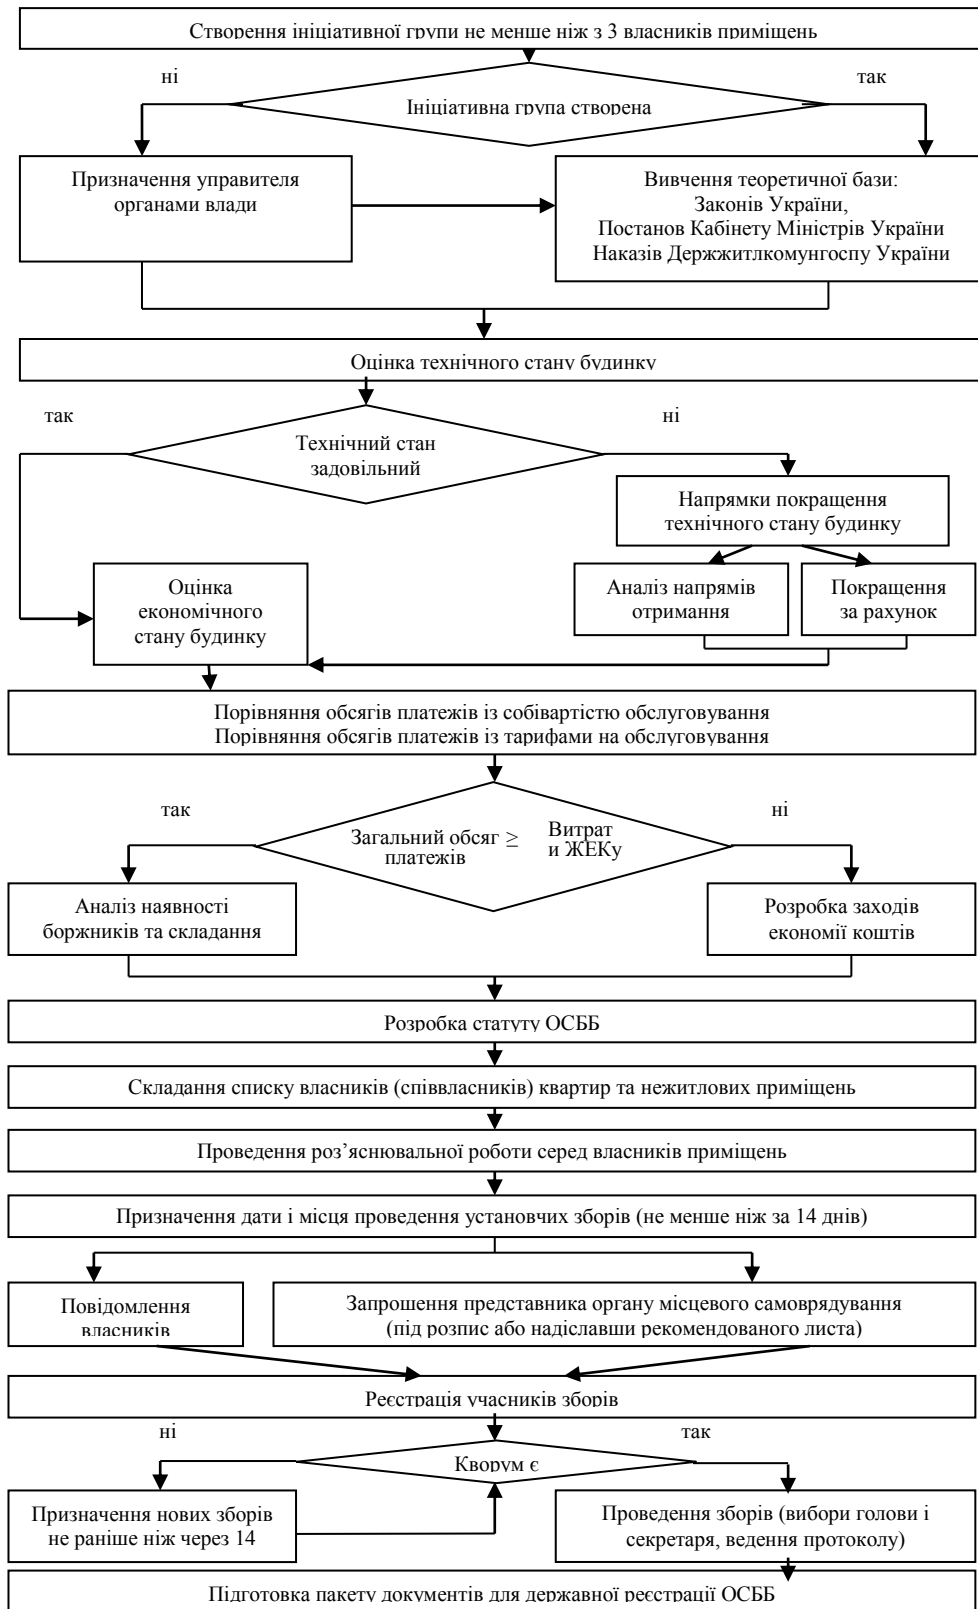 Створення ініціативної групи не менше ніж з 3 власників приміщень
ні
так
Ініціативна група створена
Призначення управителя
органами влади
Вивчення теоретичної бази:
Законів України,
Постанов Кабінету Міністрів України
Наказів Держжитлкомунгоспу України
Оцінка технічного стану будинку
так
ні
Технічний стан
задовільний
Напрямки покращення
технічного стану будинку
Оцінка
економічного
стану будинку
Аналіз напрямів
отримання
Покращення
за рахунок
Порівняння обсягів платежів із собівартістю обслуговування
Порівняння обсягів платежів із тарифами на обслуговування
так
ні
Загальний обсяг ≥ Витрат
платежів и ЖЕКу
Аналіз наявності
боржників та складання
Розробка заходів
економії коштів
Розробка статуту ОСББ
Складання списку власників (співвласників) квартир та нежитлових приміщень
Проведення роз’яснювальної роботи серед власників приміщень
Призначення дати і місця проведення установчих зборів (не менше ніж за 14 днів)
Повідомлення
власників
Запрошення представника органу місцевого самоврядування
(під розпис або надіславши рекомендованого листа)
Реєстрація учасників зборів
ні
так
Кворум є
Призначення нових зборів
не раніше ніж через 14
Проведення зборів (вибори голови і
секретаря, ведення протоколу)
Підготовка пакету документів для державної реєстрації ОСББ